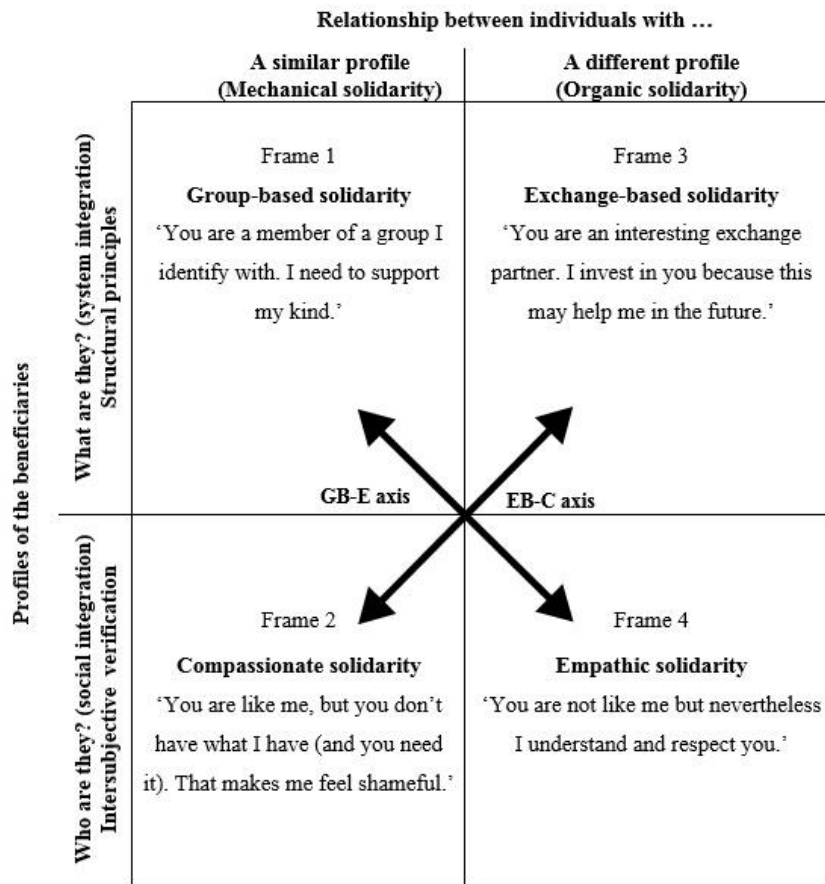 Relationship between individuals with …
A similar profile
(Mechanical solidarity)
A different profile
(Organic solidarity)
Profiles of the beneficiaries
What are they? (system integration)
Structural principles
Frame 1
Group-based solidarity
‘You are a member of a group I
identify with. I need to support
my kind.’
Frame 3
Exchange-based solidarity
‘You are an interesting exchange
partner. I invest in you because this
may help me in the future.’
GB-E axis
EB-C axis
Who are they? (social integration)
Intersubjective verification
Frame 2
Compassionate solidarity
‘You are like me, but you don’t
have what I have (and you need
it). That makes me feel shameful.’
Frame 4
Empathic solidarity
‘You are not like me but nevertheless
I understand and respect you.’